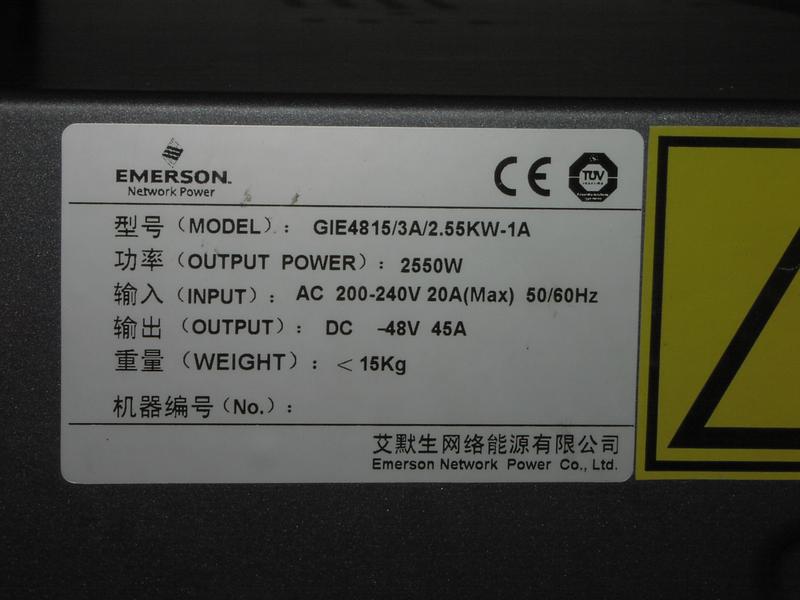 EMERSON.
Network Power
CE
TÜV
型号（MODEL）： GIE4815/3A/2.55KW-1A
功率（OUTPUT POWER）：2550W
输入（INPUT）： AC 200-240V 20A(Max) 50/60Hz
输出（OUTPUT）： DC -48V 45A
重量（WEIGHT）：＜15Kg
机器编号（No.）：
艾默生网络能源有限公司
Emerson Network Power Co., Ltd.